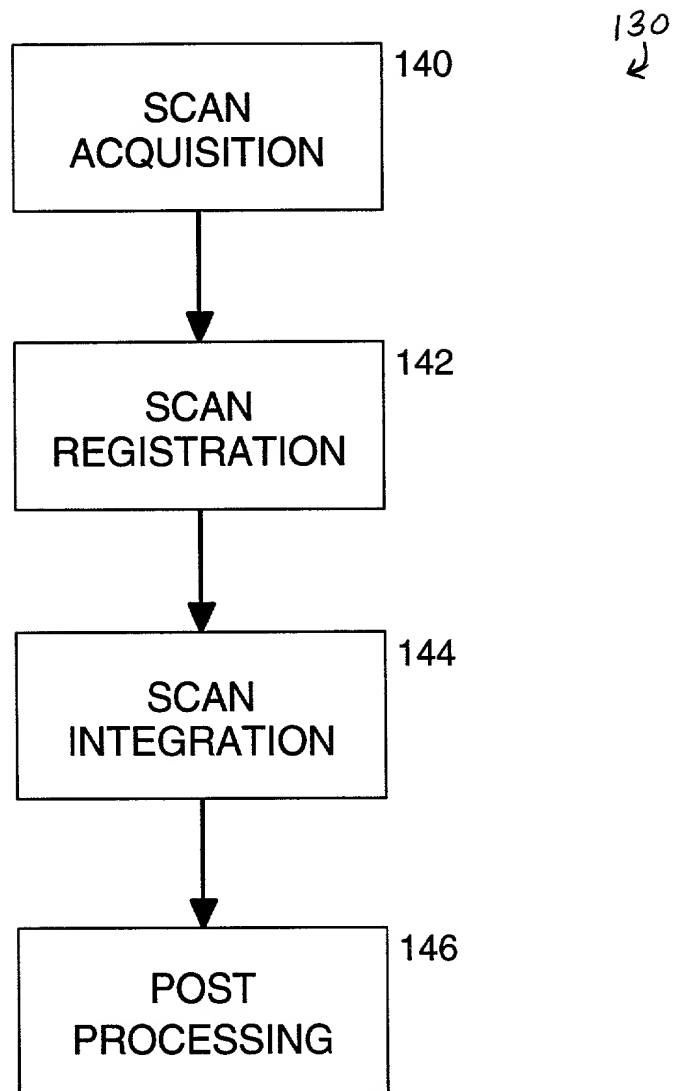 130
140
SCAN
ACQUISITION
142
SCAN
REGISTRATION
144
SCAN
INTEGRATION
146
POST
PROCESSING